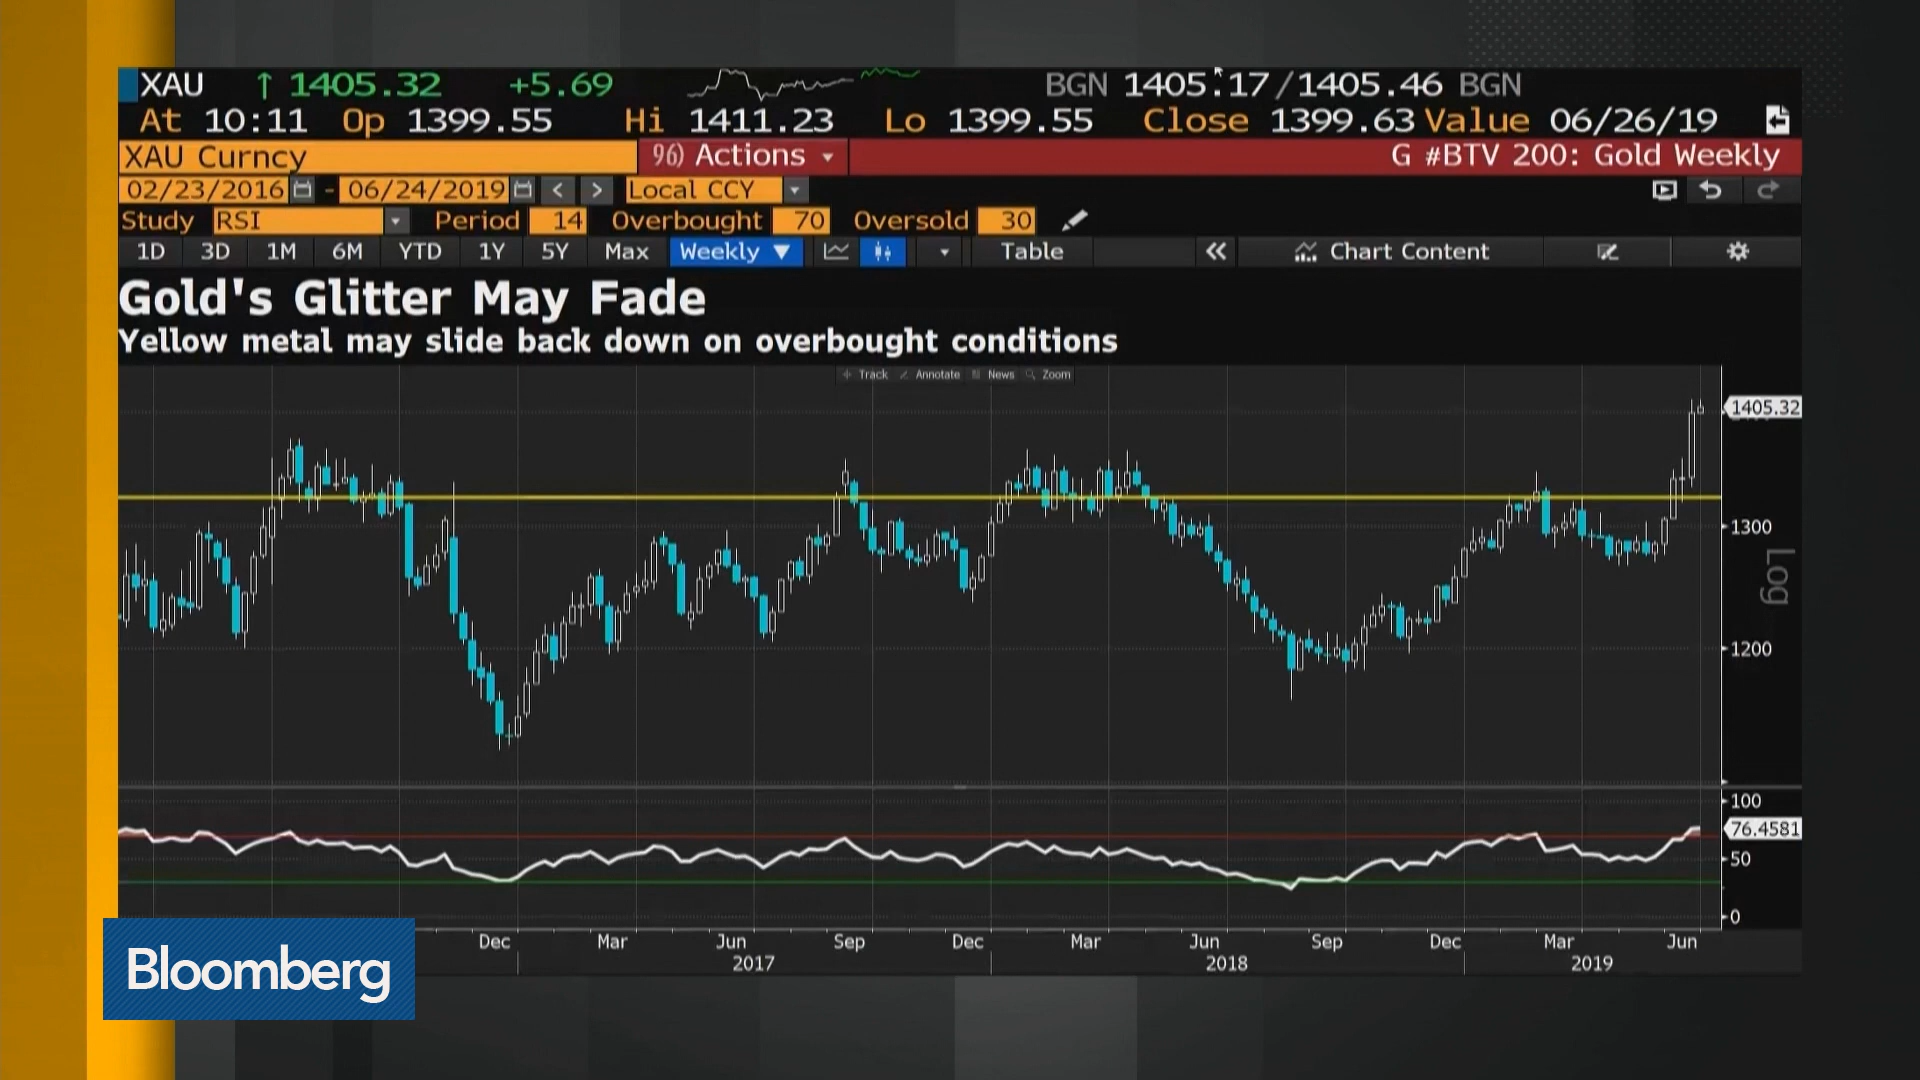 XAU ↑ 1405.32 +5.69 BGN 1405.17/1405.46 BGN
At 10:11 Op 1399.55 Hi 1411.23 Lo 1399.55 Close 1399.63 Value 06/26/19
XAU Curncy 96) Actions G #BTV 200: Gold Weekly
02/23/2016 - 06/24/2019 < > Local CCY
Study RSI Period 14 Overbought 70 Oversold 30
1D 3D 1M 6M YTD 1Y 5Y Max Weekly ▼ Table « Chart Content
Gold's Glitter May Fade
Yellow metal may slide back down on overbought conditions
Track Annotate News Zoom
1405.32
1300
Log
1200
100
76.4581
50
0
Dec Mar Jun Sep Dec Mar Jun Sep Dec Mar Jun
2017 2018 2019
Bloomberg